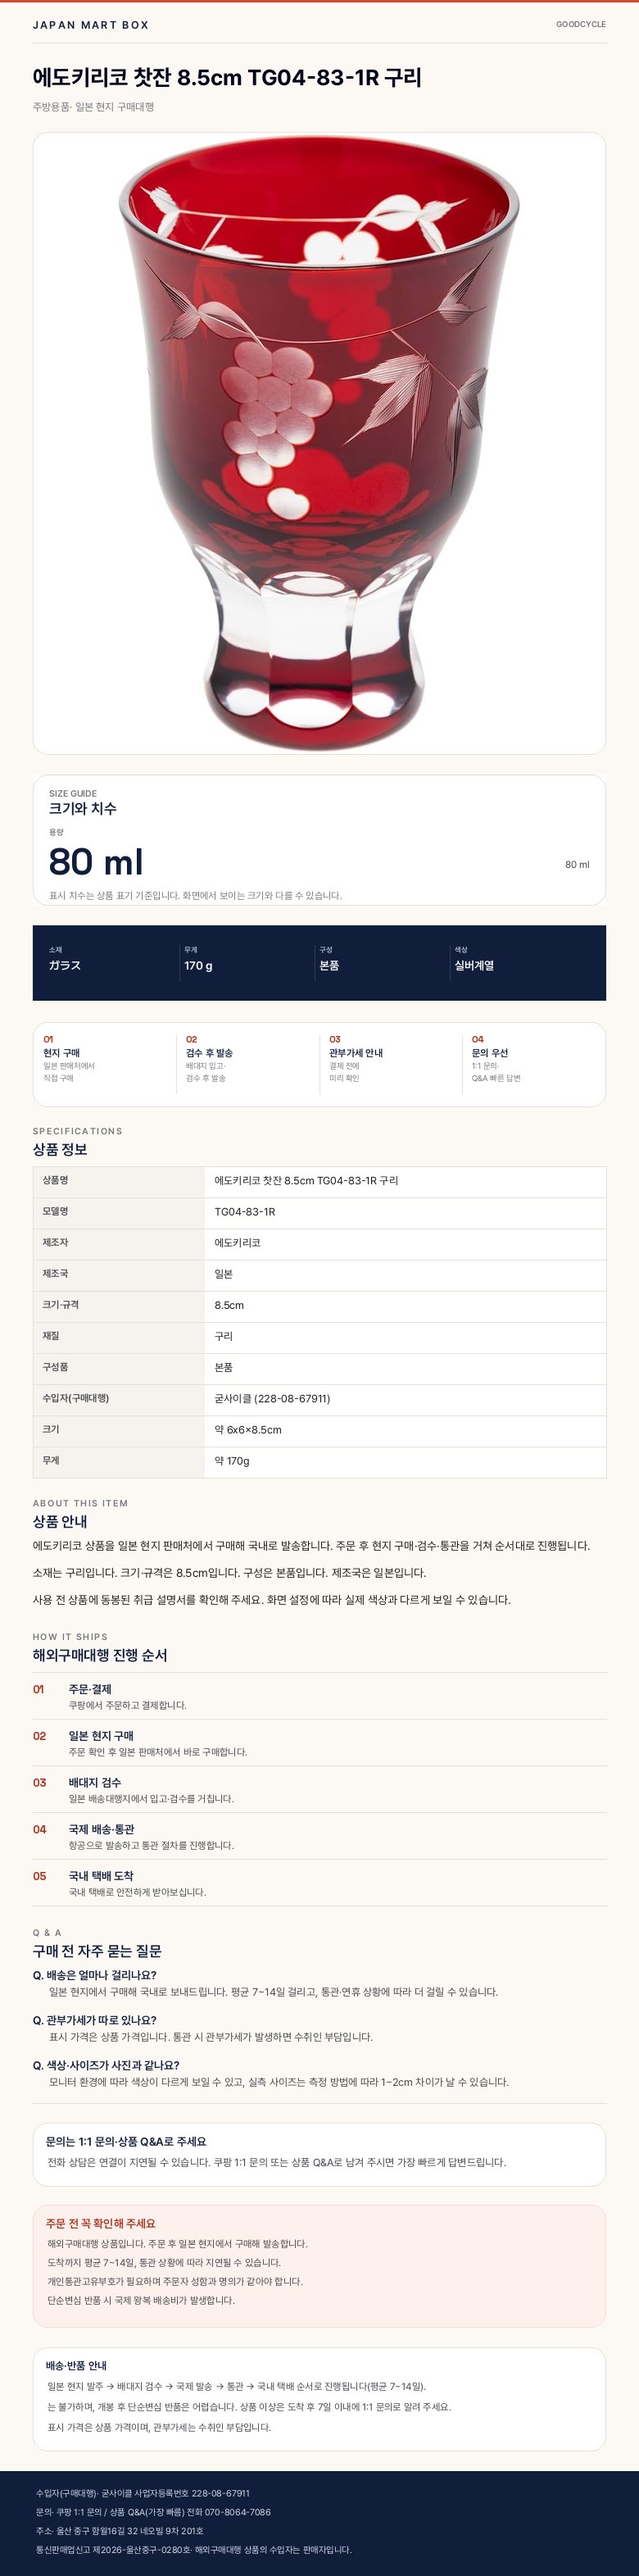 JAPAN MART BOX
GOODCYCLE
에도키리코 찻잔 8.5cm TG04-83-1R 구리
주방용품· 일본 현지 구매대행
SIZE GUIDE
크기와 치수
용량
80 ml
80 ml
표시 치수는 상품 표기 기준입니다. 화면에서 보이는 크기와 다를 수 있습니다.
소재
ガラス
무게
170 g
구성
본품
색상
실버계열
01
현지 구매
일본 판매처에서
직접 구매
02
검수 후 발송
배대지 입고·
검수 후 발송
03
관부가세 안내
결제 전에
미리 확인
04
문의 우선
1:1 문의·
Q&A 빠른 답변
SPECIFICATIONS
상품 정보
상품명 에도키리코 찻잔 8.5cm TG04-83-1R 구리
모델명 TG04-83-1R
제조자 에도키리코
제조국 일본
크기·규격 8.5cm
재질 구리
구성품 본품
수입자(구매대행) 굳사이클 (228-08-67911)
크기 약 6x6×8.5cm
무게 약 170g
ABOUT THIS ITEM
상품 안내
에도키리코 상품을 일본 현지 판매처에서 구매해 국내로 발송합니다. 주문 후 현지 구매·검수·통관을 거쳐 순서대로 진행됩니다.
소재는 구리입니다. 크기·규격은 8.5cm입니다. 구성은 본품입니다. 제조국은 일본입니다.
사용 전 상품에 동봉된 취급 설명서를 확인해 주세요. 화면 설정에 따라 실제 색상과 다르게 보일 수 있습니다.
HOW IT SHIPS
해외구매대행 진행 순서
01 주문·결제
쿠팡에서 주문하고 결제합니다.
02 일본 현지 구매
주문 확인 후 일본 판매처에서 바로 구매합니다.
03 배대지 검수
일본 배송대행지에서 입고·검수를 거칩니다.
04 국제 배송·통관
항공으로 발송하고 통관 절차를 진행합니다.
05 국내 택배 도착
국내 택배로 안전하게 받아보십니다.
Q & A
구매 전 자주 묻는 질문
Q. 배송은 얼마나 걸리나요?
일본 현지에서 구매해 국내로 보내드립니다. 평균 7~14일 걸리고, 통관·연휴 상황에 따라 더 걸릴 수 있습니다.
Q. 관부가세가 따로 있나요?
표시 가격은 상품 가격입니다. 통관 시 관부가세가 발생하면 수취인 부담입니다.
Q. 색상·사이즈가 사진과 같나요?
모니터 환경에 따라 색상이 다르게 보일 수 있고, 실측 사이즈는 측정 방법에 따라 1~2cm 차이가 날 수 있습니다.
문의는 1:1 문의·상품 Q&A로 주세요
전화 상담은 연결이 지연될 수 있습니다. 쿠팡 1:1 문의 또는 상품 Q&A로 남겨 주시면 가장 빠르게 답변드립니다.
주문 전 꼭 확인해 주세요
해외구매대행 상품입니다. 주문 후 일본 현지에서 구매해 발송합니다.
도착까지 평균 7~14일, 통관 상황에 따라 지연될 수 있습니다.
개인통관고유부호가 필요하며 주문자 성함과 명의가 같아야 합니다.
단순변심 반품 시 국제 왕복 배송비가 발생합니다.
배송·반품 안내
일본 현지 발주 → 배대지 검수 → 국제 발송 → 통관 → 국내 택배 순서로 진행됩니다(평균 7~14일).
는 불가하며, 개봉 후 단순변심 반품은 어렵습니다. 상품 이상은 도착 후 7일 이내에 1:1 문의로 알려 주세요.
표시 가격은 상품 가격이며, 관부가세는 수취인 부담입니다.
수입자(구매대행)· 굳사이클 사업자등록번호 228-08-67911
문의· 쿠팡 1:1 문의 / 상품 Q&A(가장 빠름) 전화 070-8064-7086
주소· 울산 중구 함월16길 32 네오빌 9차 201호
통신판매업신고 제2026-울산중구-0280호· 해외구매대행 상품의 수입자는 판매자입니다.